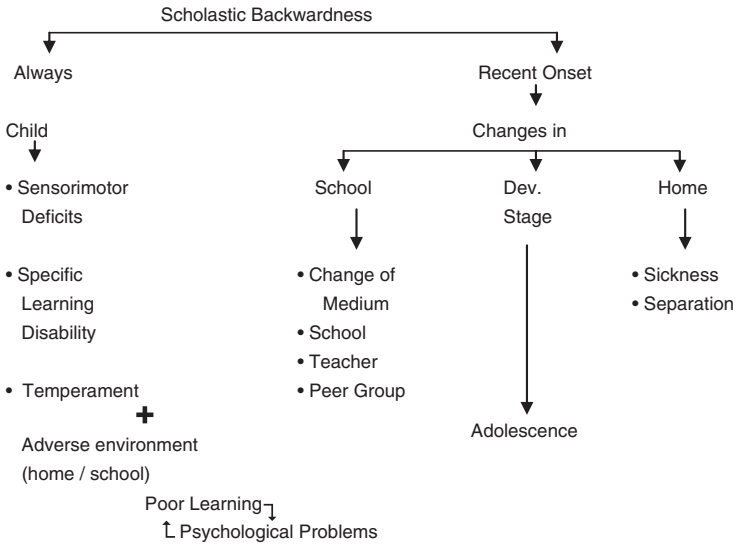 Scholastic Backwardness
Always
Recent Onset
Child
Changes in
• Sensorimotor
Deficits
School
Dev.
Stage
Home
• Specific
Learning
Disability
• Change of
Medium
• School
• Teacher
• Peer Group
• Sickness
• Separation
• Temperament
+
Adverse environment
(home / school)
Adolescence
Poor Learning
Psychological Problems